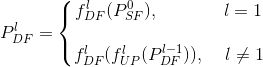 P^l_{DF} = { f^l_{DF}(P^0_{SF}), l = 1
f^l_{DF}(f^l_{UP}(P^{l-1}_{DF})), l ≠ 1